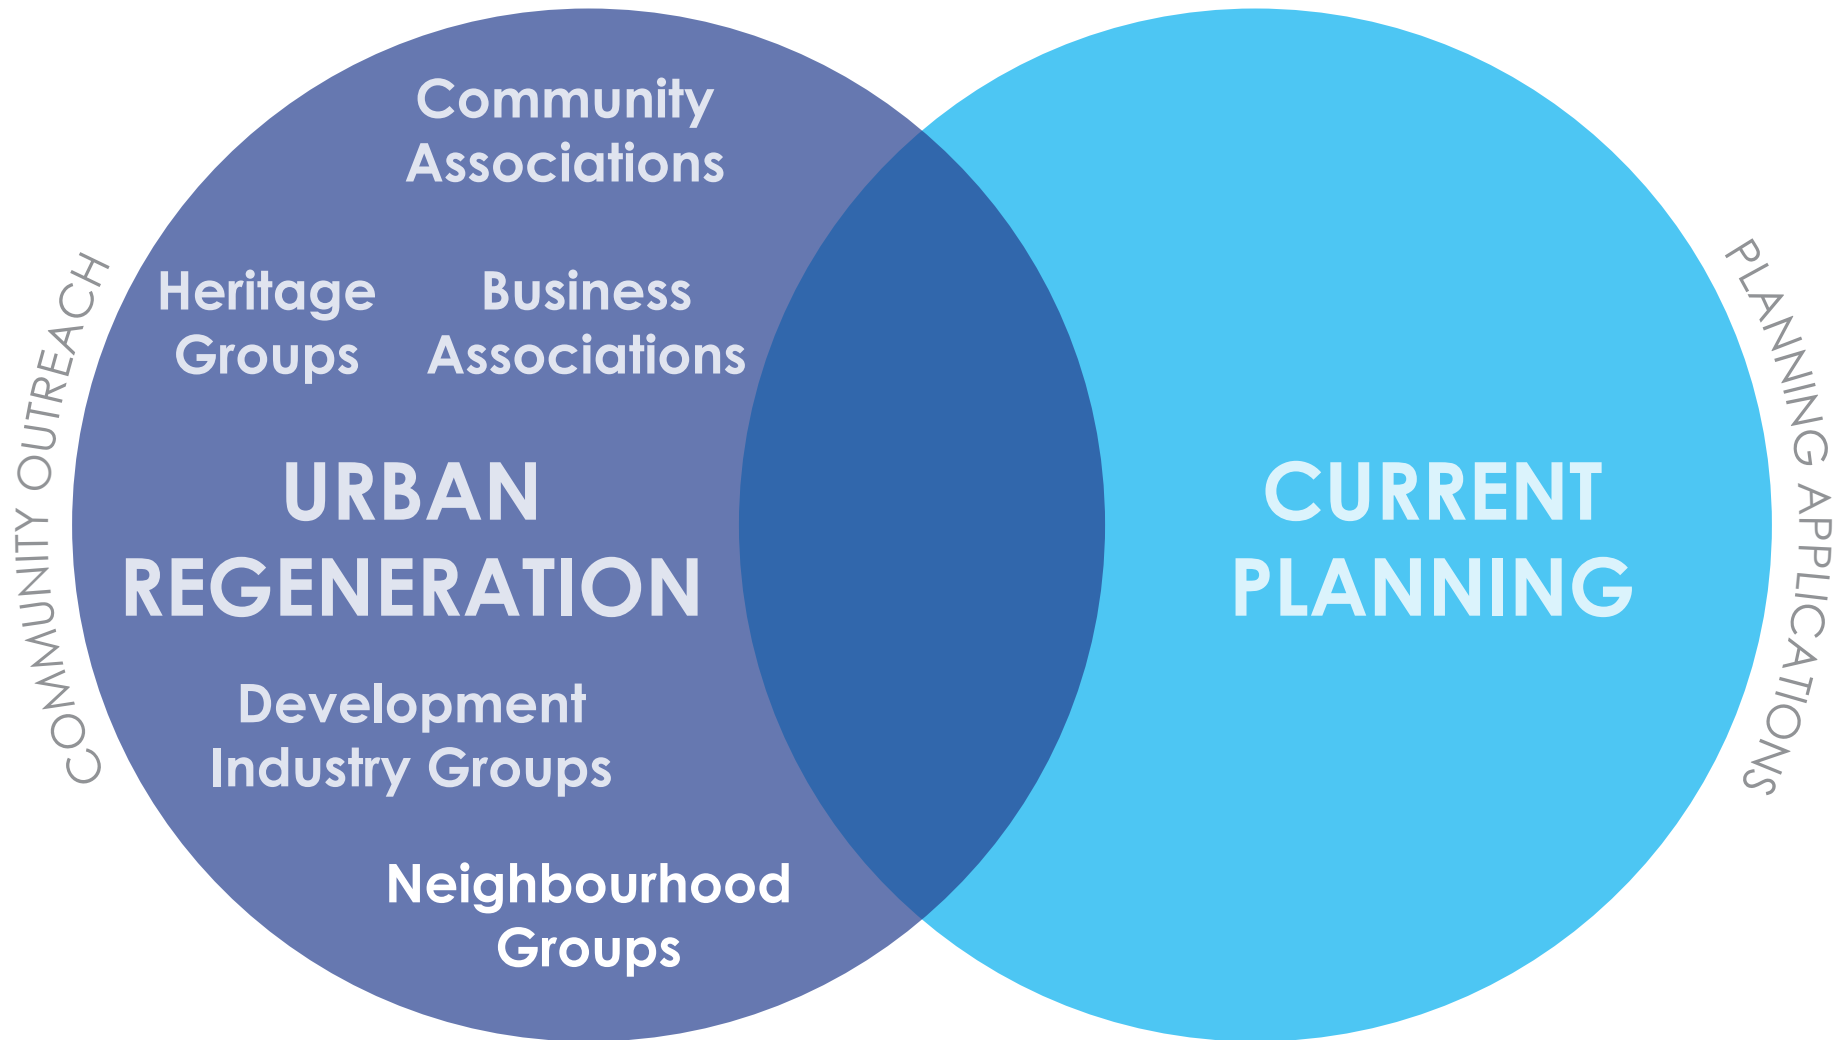 Community
Associations
Heritage
Groups
Business
Associations
COMMUNITY OUTREACH
URBAN
REGENERATION
Development
Industry Groups
Neighbourhood
Groups
CURRENT
PLANNING
PLANNING APPLICATIONS